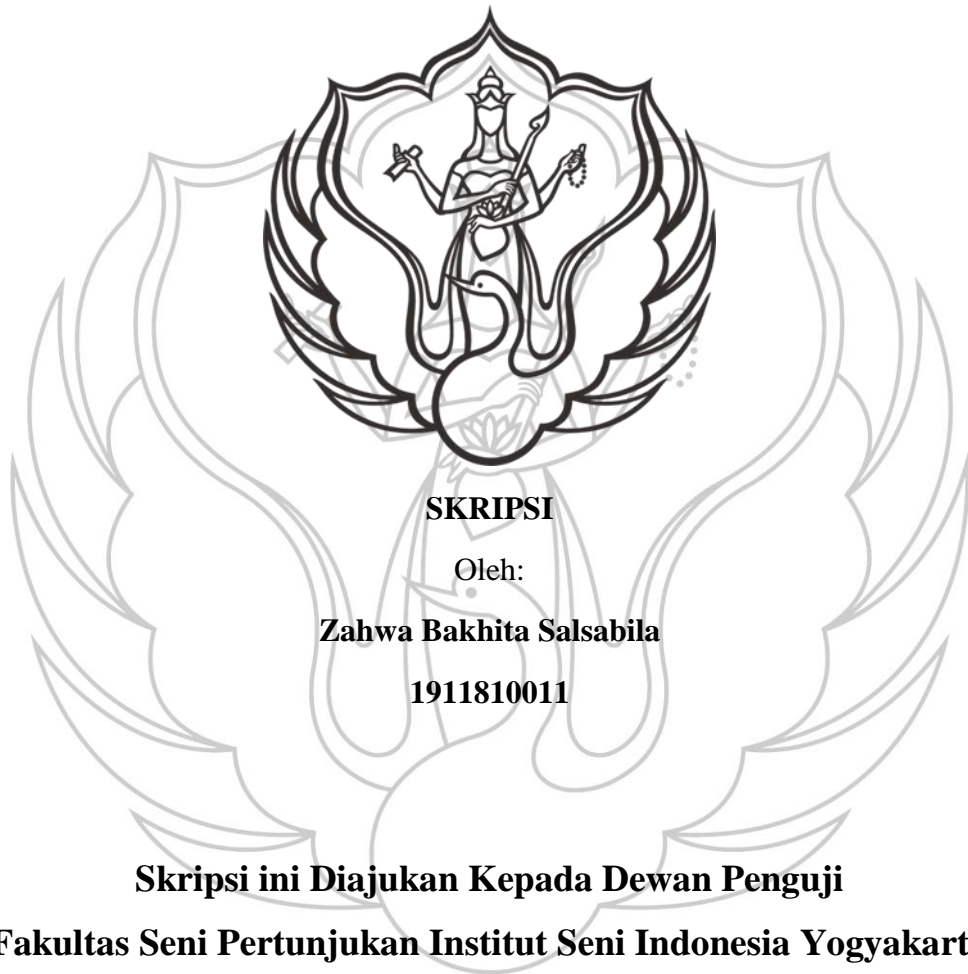 SKRIPSI
Oleh:
Zahwa Bakhita Salsabila
1911810011
Skripsi ini Diajukan Kepada Dewan Penguji
Fakultas Seni Pertunjukan Institut Seni Indonesia Yogyakart